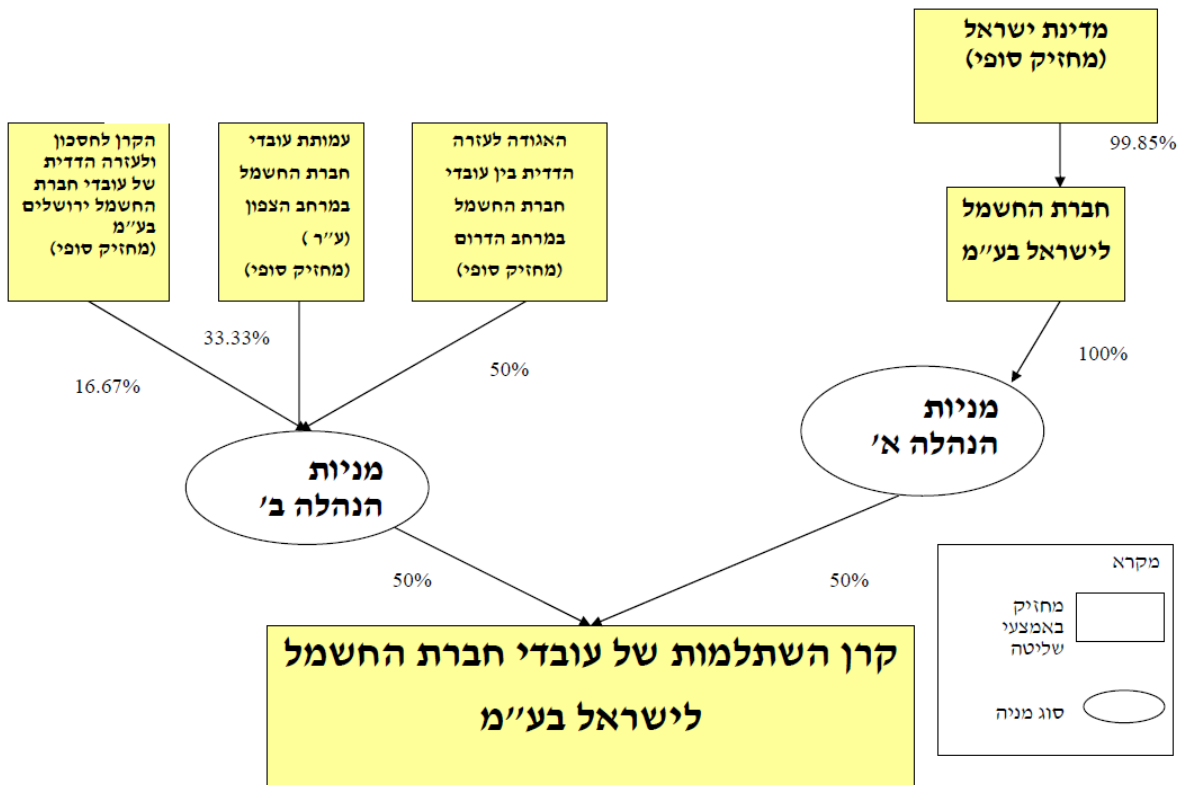 מדינת ישראל
(מחזיק סופי)
99.85%
חברת החשמל
לישראל בע"מ
100%
מניות
הנהלה א'
50%
האגודה לעזרה
הדדית בין עובדי
חברת החשמל
במרחב הדרום
(מחזיק סופי)
50%
עמותת עובדי
חברת החשמל
במרחב הצפון
(ע"ר )
(מחזיק סופי)
33.33%
הקרן לחסכון
ולעזרה הדדית
של עובדי חברת
החשמל ירושלים
בע"מ
(מחזיק סופי)
16.67%
מניות
הנהלה ב'
50%
קרן השתלמות של עובדי חברת החשמל
לישראל בע"מ
מקרא
מחזיק
באמצעי
שליטה
סוג מניה